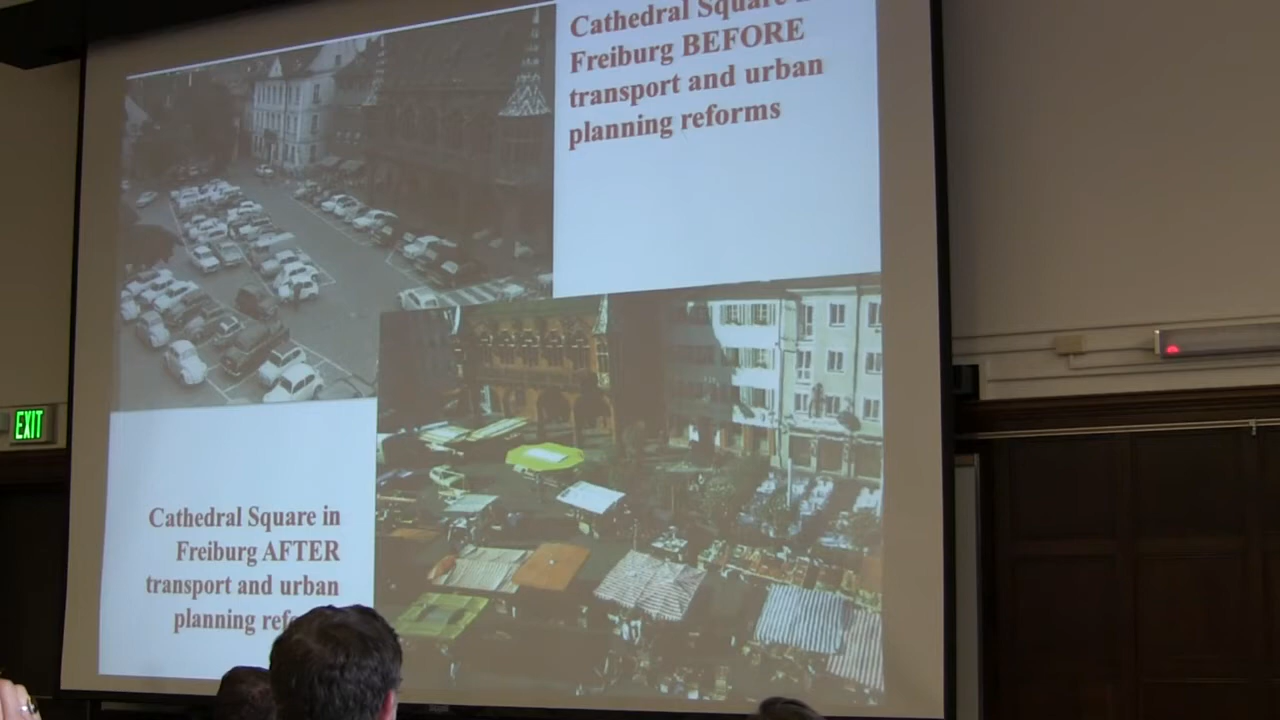 Cathedral Square
Freiburg BEFORE
transport and urban
planning reforms
EXIT
Cathedral Square in
Freiburg AFTER
transport and urban
planning